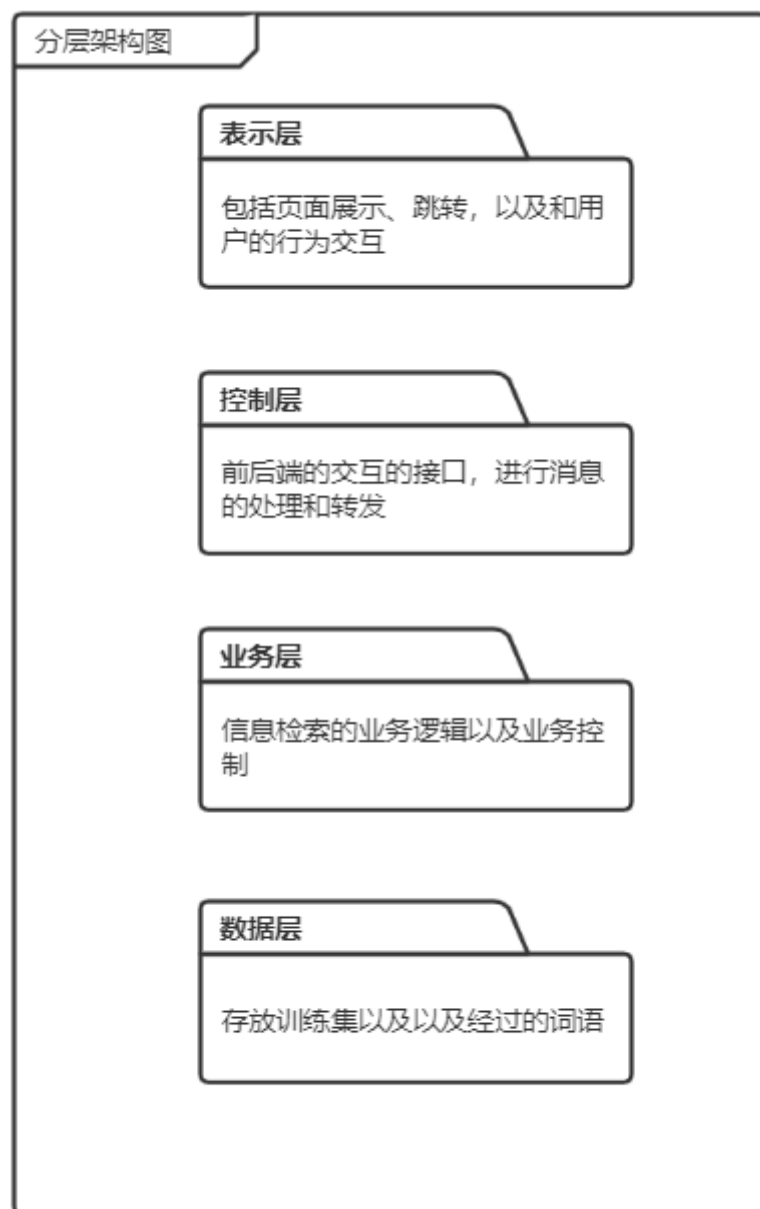 分层架构图
表示层
包括页面展示、跳转，以及和用
户的行为交互
控制层
前后端的交互的接口，进行消息
的处理和转发
业务层
信息检索的业务逻辑以及业务控
制
数据层
存放训练集以及以及经过的词语